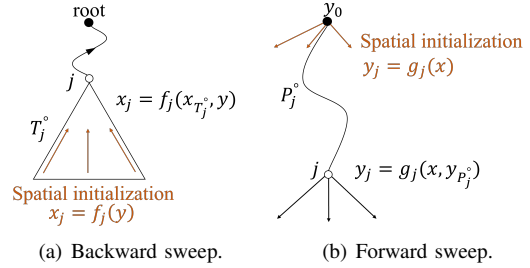 root
j
x_j = f_j(x_{T_j^∘}, y)
T_j^∘
Spatial initialization
x_j = f_j(y)
(a) Backward sweep.
y_0
Spatial initialization
y_j = g_j(x)
P_j^∘
j
y_j = g_j(x, y_{P_j^∘})
(b) Forward sweep.